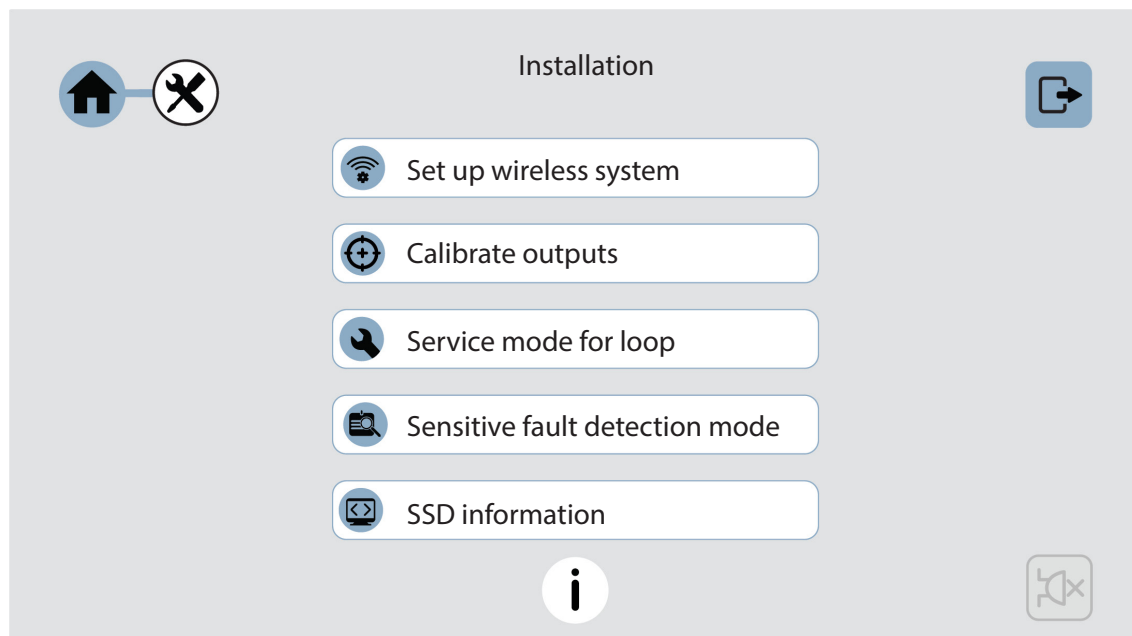 Installation
Set up wireless system
Calibrate outputs
Service mode for loop
Sensitive fault detection mode
SSD information
i